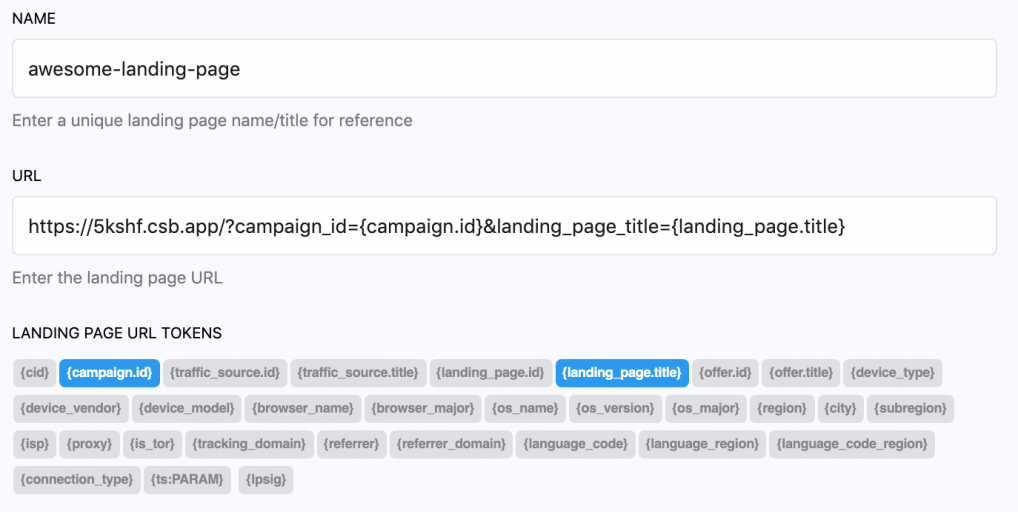 NAME
awesome-landing-page
Enter a unique landing page name/title for reference
URL
https://5kshf.csb.app/?campaign_id={campaign.id}&landing_page_title={landing_page.title}
Enter the landing page URL
LANDING PAGE URL TOKENS
{cid} {campaign.id} {traffic_source.id} {traffic_source.title} {landing_page.id} {landing_page.title} {offer.id} {offer.title} {device_type}
{device_vendor} {device_model} {browser_name} {browser_major} {os_name} {os_version} {os_major} {region} {city} {subregion}
{isp} {proxy} {is_tor} {tracking_domain} {referrer} {referrer_domain} {language_code} {language_region} {language_code_region}
{connection_type} {ts:PARAM} {lpsig}